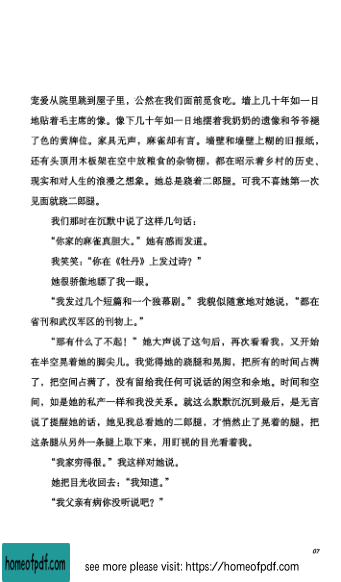 宠爱从院里跳到屋子里，公然在我们面前觅食吃。墙上几十年如一日
地贴着毛主席的像。像下几十年如一日地摆着我奶奶的遗像和爷爷褪
了色的黄牌位。家具无声，麻雀却有言。墙壁和墙壁上糊的旧报纸，
还有头顶用木板架在空中放粮食的杂物棚，都在昭示着乡村的历史、
现实和对人生的浪漫之想象。她总是跷着二郎腿。可我不喜她第一次
见面就跷二郎腿。
我们那时在沉默中说了这样几句话：
“你家的麻雀真胆大。”她有感而发道。
我笑笑：“你在《牡丹》上发过诗？”
她很骄傲地瞟了我一眼。
“我发过几个短篇和一个独幕剧。”我貌似随意地对她说，“都在
省刊和武汉军区的刊物上。”
“那有什么了不起！”她大声说了这句后，再次看看我，又开始
在半空晃着她的脚尖儿。我觉得她的跷腿和晃脚，把所有的时间占满
了，把空间占满了，没有留给我任何可说话的闲空和余地。时间和空
间，如是她的私产一样和我没关系。就这么默默沉沉到最后，是无言
说了提醒她的话，她见我总看她的二郎腿，才悄然止了晃着的腿，把
这条腿从另外一条腿上取下来，用盯视的目光看着我。
“我家穷得很。”我这样对她说。
她把目光收回去：“我知道。”
“我父亲有病你没听说吧？”
07
homeofpdf.com
see more please visit: https://homeofpdf.com